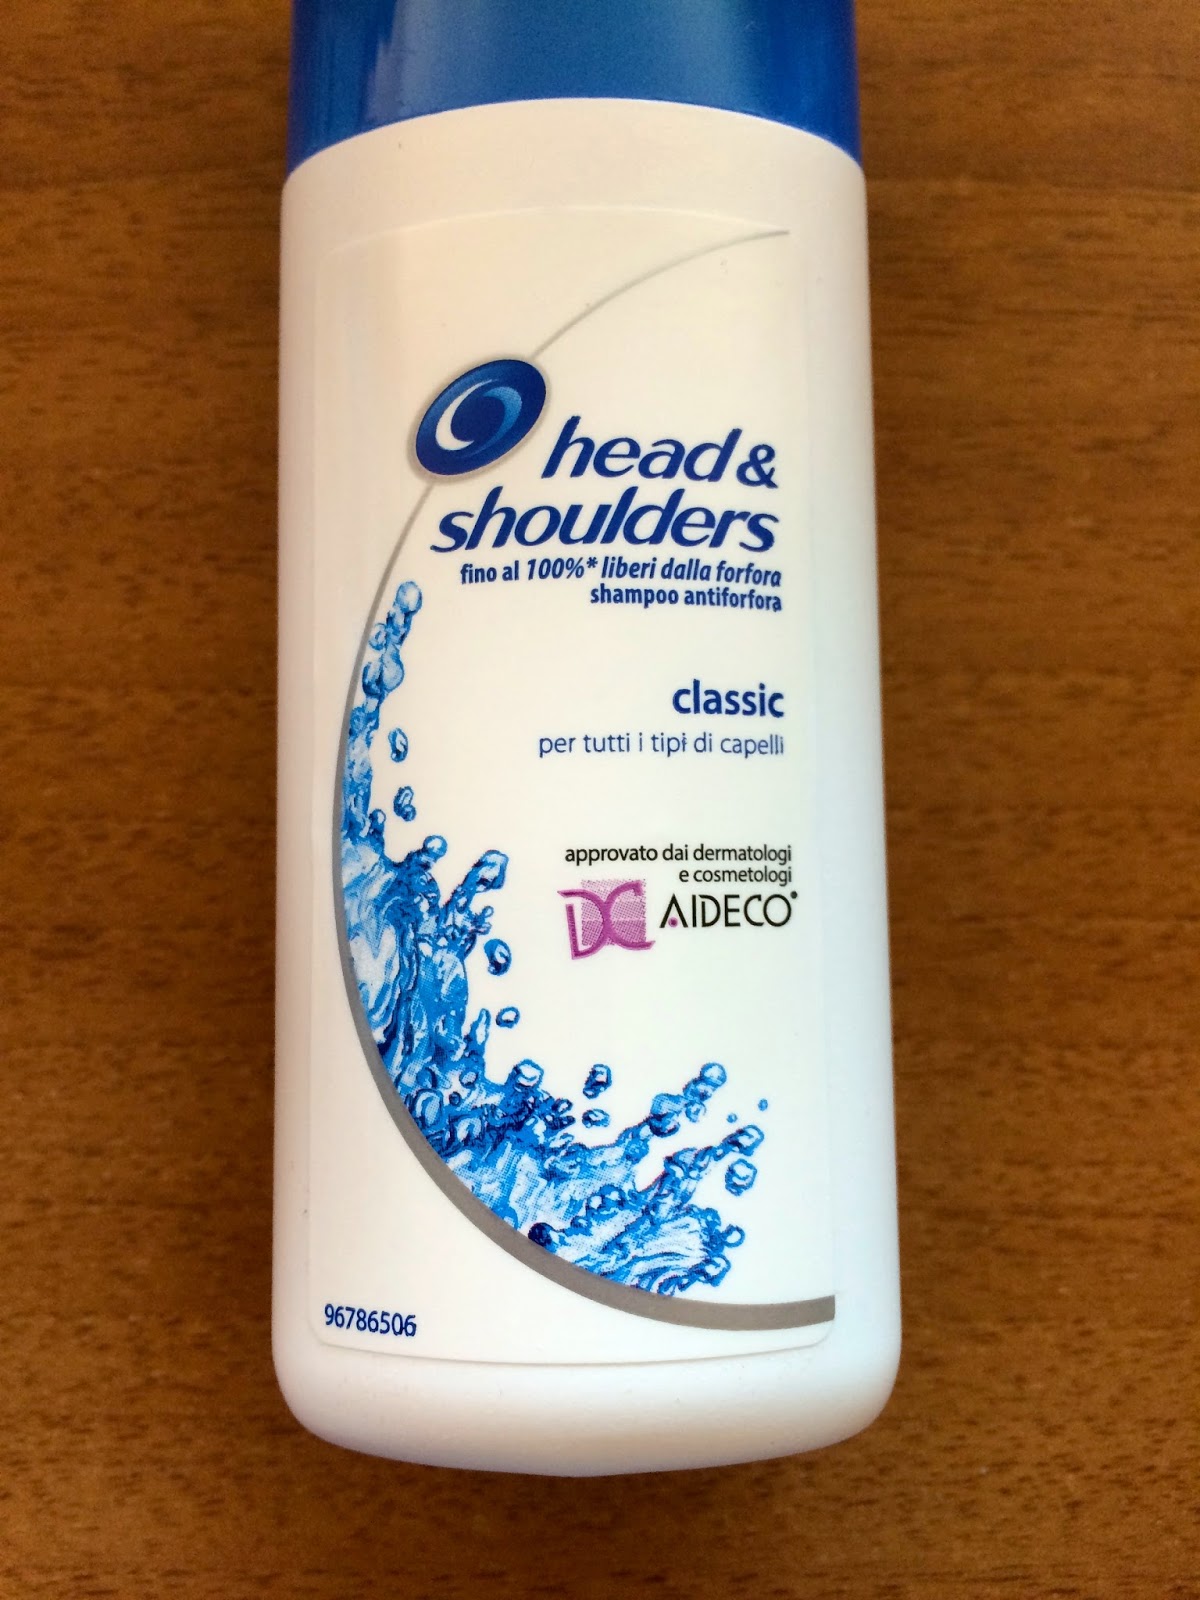 head &
shoulders
fino al 100%* liberi dalla forfora
shampoo antiforfora
classic
per tutti i tipi di capelli
approvato dai dermatologi
e cosmetologi
DC AIDECO
96786506